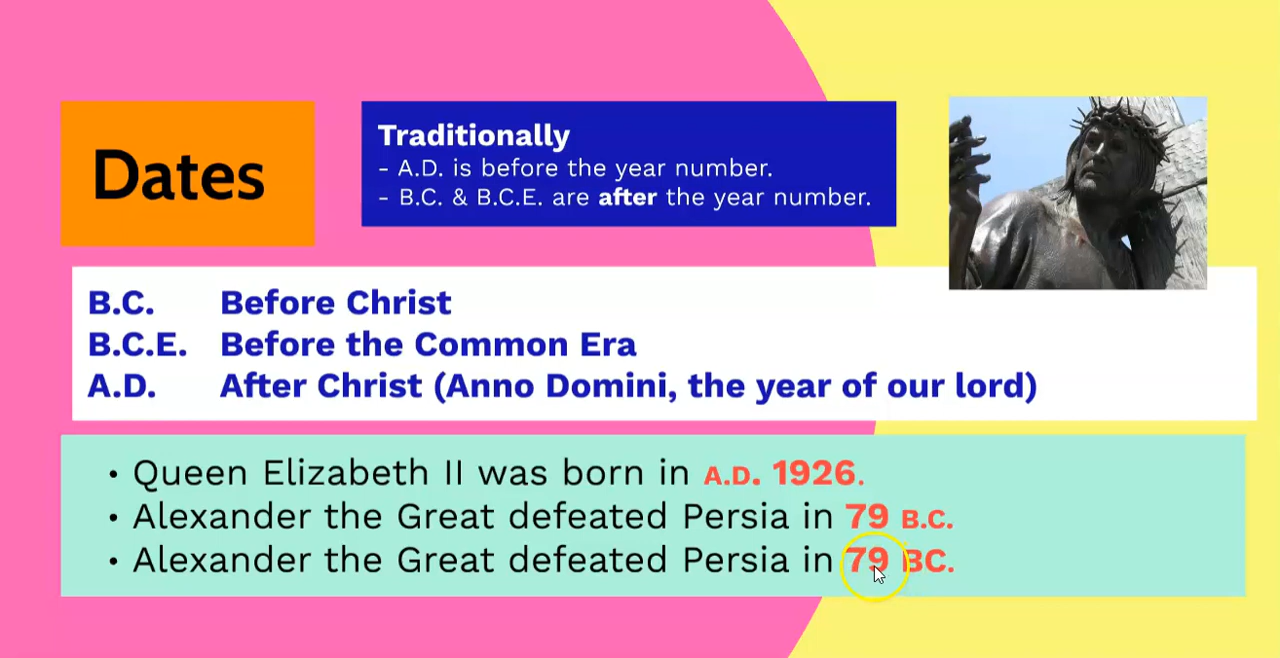 Dates
Traditionally
- A.D. is before the year number.
- B.C. & B.C.E. are after the year number.
B.C. Before Christ
B.C.E. Before the Common Era
A.D. After Christ (Anno Domini, the year of our lord)
• Queen Elizabeth II was born in A.D. 1926.
• Alexander the Great defeated Persia in 79 B.C.
• Alexander the Great defeated Persia in 79 BC.